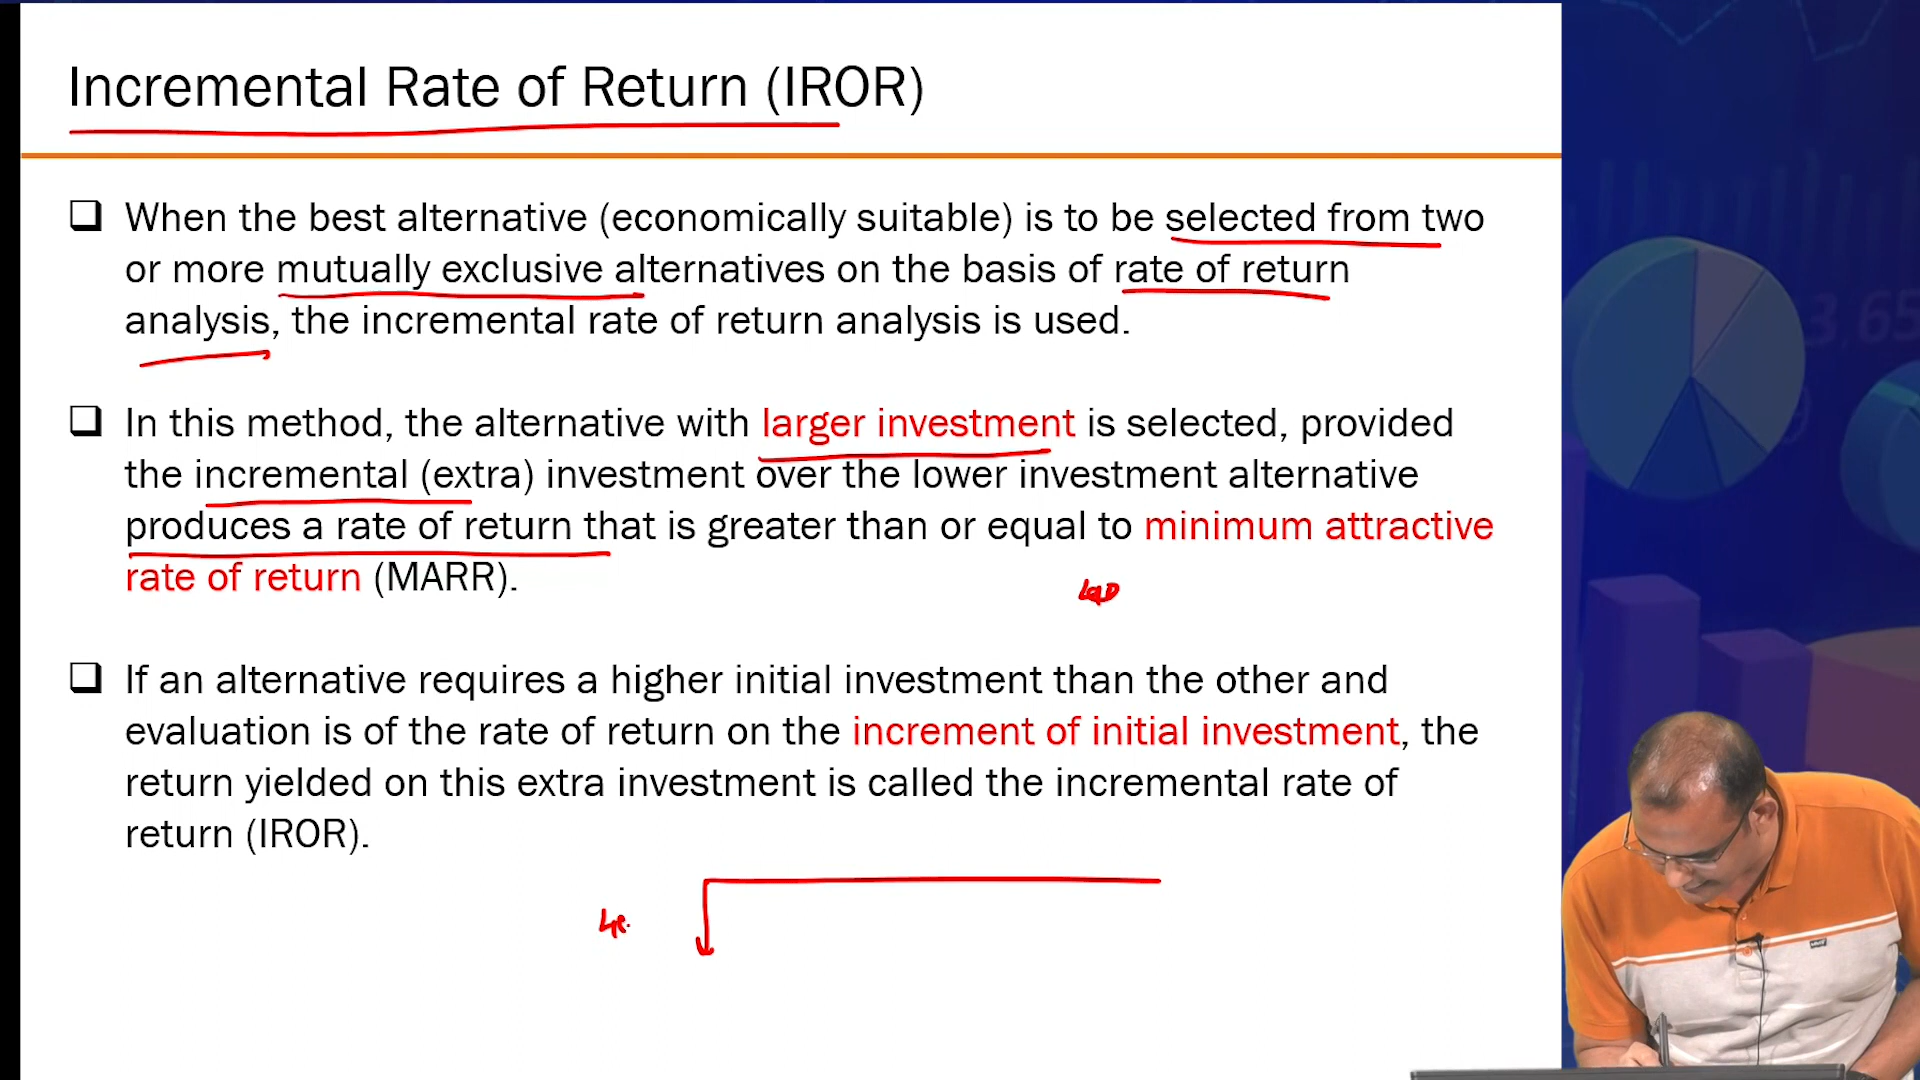 Incremental Rate of Return (IROR)
When the best alternative (economically suitable) is to be selected from two
or more mutually exclusive alternatives on the basis of rate of return
analysis, the incremental rate of return analysis is used.
In this method, the alternative with larger investment is selected, provided
the incremental (extra) investment over the lower investment alternative
produces a rate of return that is greater than or equal to minimum attractive
rate of return (MARR).
If an alternative requires a higher initial investment than the other and
evaluation is of the rate of return on the increment of initial investment, the
return yielded on this extra investment is called the incremental rate of
return (IROR).
3,65